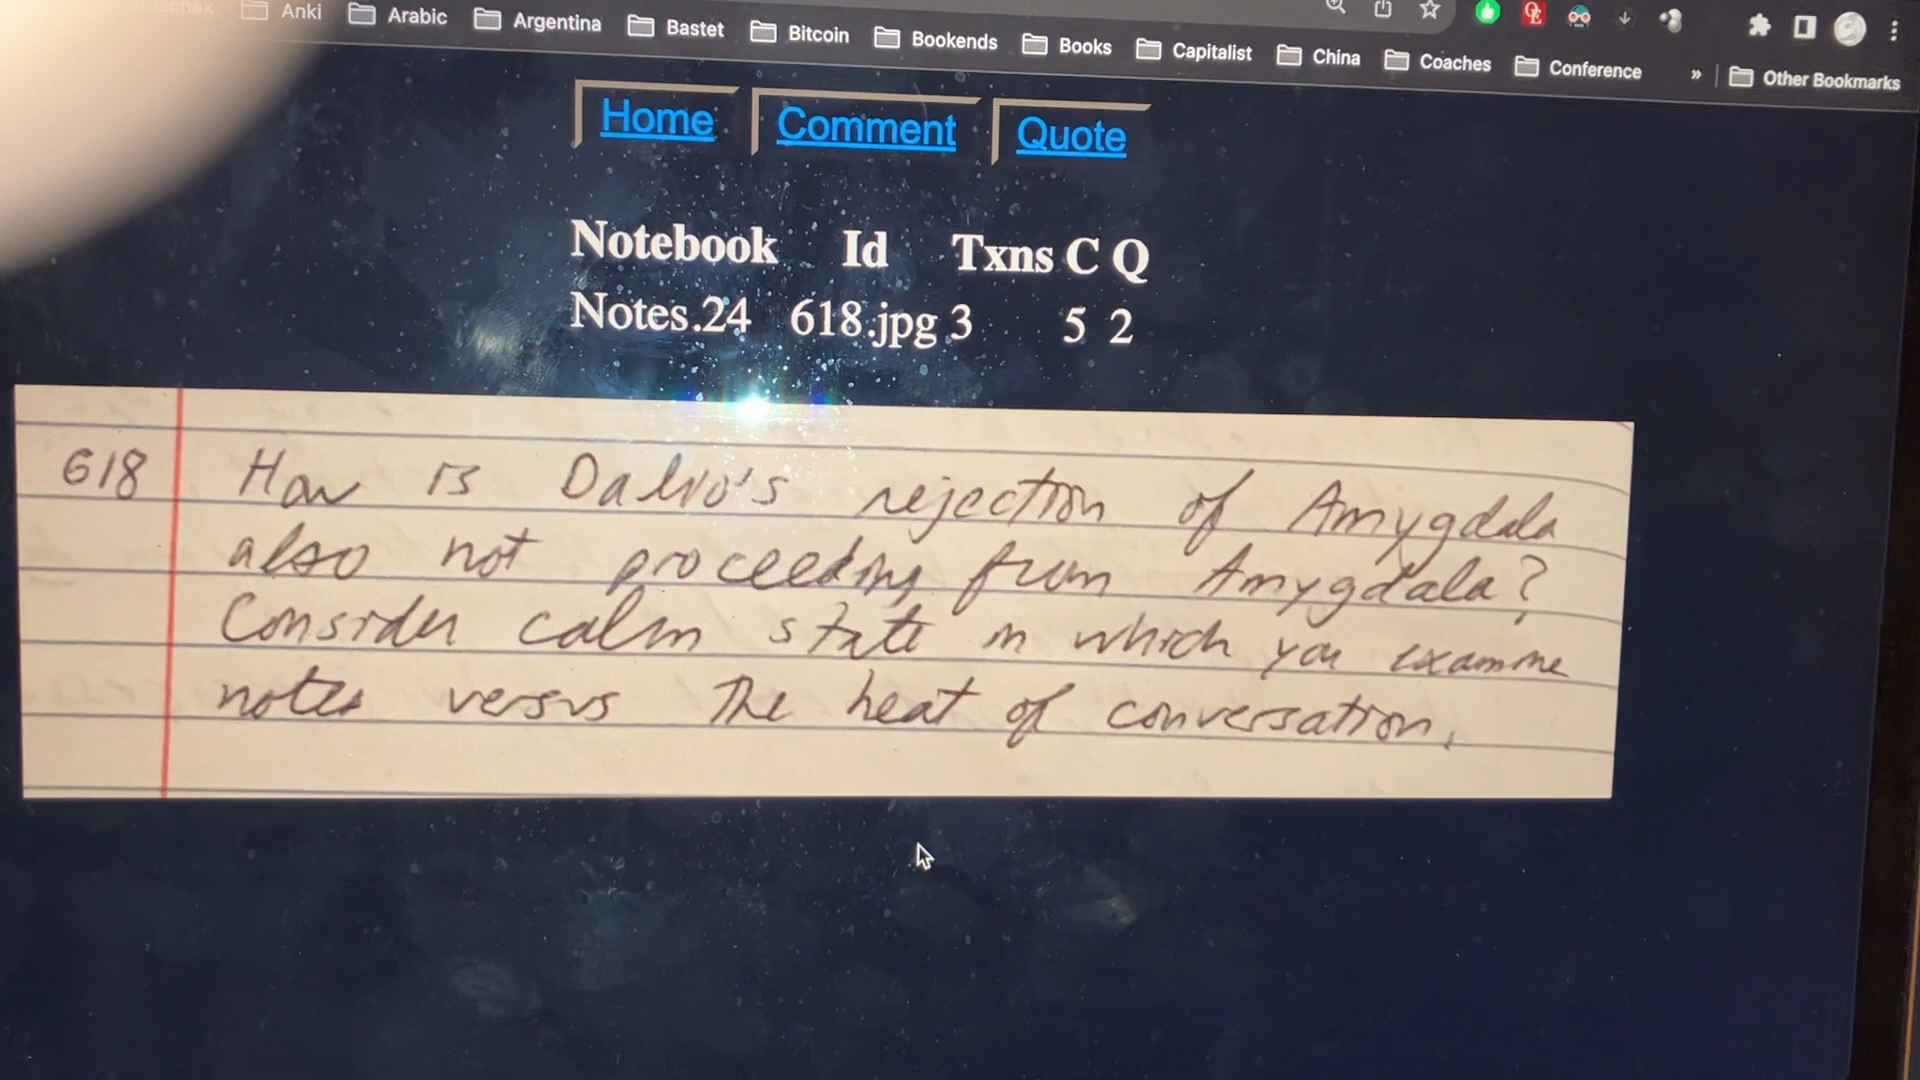 Anki Arabic Argentina Bastet Bitcoin Bookends Books Capitalist China Coaches Conference » Other Bookmarks
Home Comment Quote
Notebook Id Txns C Q
Notes.24 618.jpg 3 5 2
618 How is Dalio's rejection of Amygdala
also not proceeding from Amygdala?
Consider calm state in which you examine
notes versus the heat of conversation.